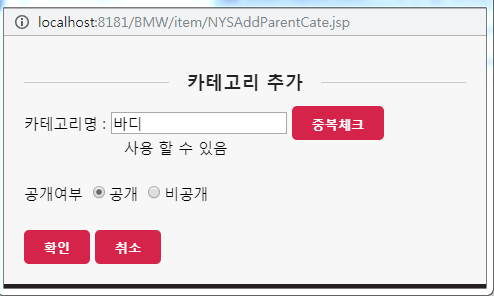 localhost:8181/BMW/item/NYSAddParentCate.jsp
카테고리 추가
카테고리명 : 바디 중복체크
사용 할 수 있음
공개여부 공개 비공개
확인 취소